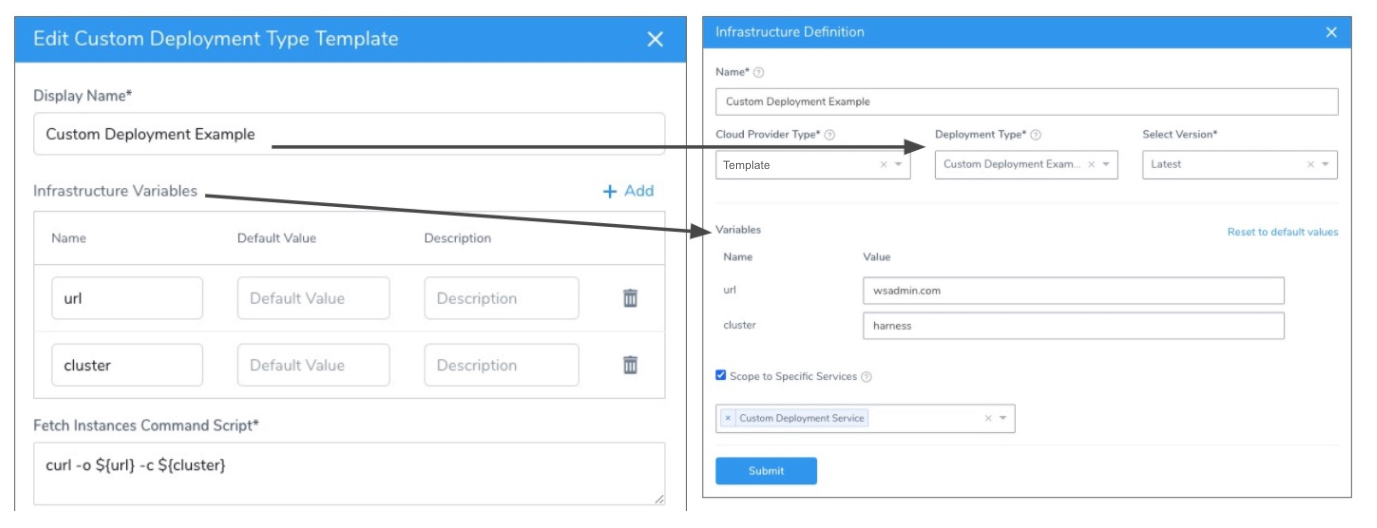 Edit Custom Deployment Type Template
Display Name*
Custom Deployment Example
Infrastructure Variables
+ Add
Name Default Value Description
url Default Value Description
cluster Default Value Description
Fetch Instances Command Script*
curl -o ${url} -c ${cluster}
Infrastructure Definition
Name*
Custom Deployment Example
Cloud Provider Type* Deployment Type* Select Version*
Template Custom Deployment Exam... Latest
Variables Reset to default values
Name Value
url wsadmin.com
cluster harness
Scope to Specific Services
Custom Deployment Service
Submit